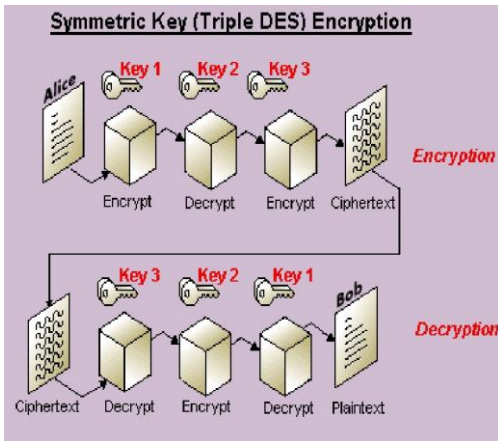 Symmetric Key (Triple DES) Encryption
Key 1 Key 2 Key 3
Alice
Encryption
Encrypt Decrypt Encrypt Ciphertext
Key 3 Key 2 Key 1
Bob
Decryption
Ciphertext Decrypt Encrypt Decrypt Plaintext